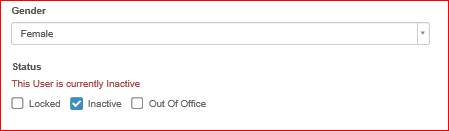 Gender
Female
Status
This User is currently Inactive
Locked Inactive Out Of Office